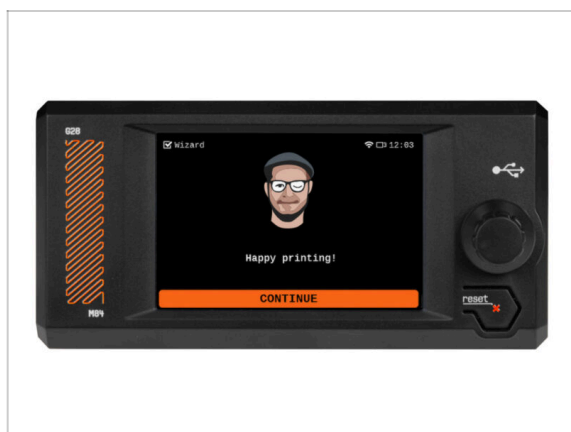 G28
Wizard
12:03
Happy printing!
CONTINUE
reset
M84